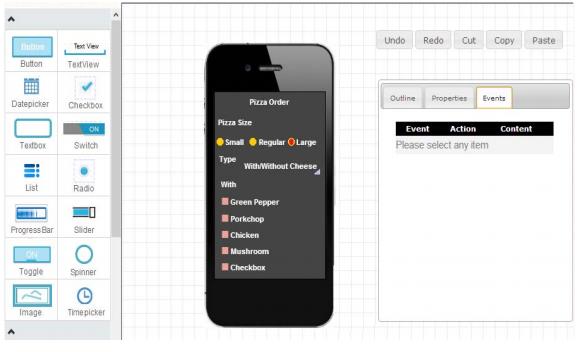 Button
Text View
Button
TextView
Datepicker
Checkbox
ON
Textbox
Switch
List
Radio
ProgressBar
Slider
ON
Toggle
Spinner
Image
Timepicker
Pizza Order
Pizza Size
Small Regular Large
Type
With/Without Cheese
With
Green Pepper
Porkchop
Chicken
Mushroom
Checkbox
Undo Redo Cut Copy Paste
Outline Properties Events
Event Action Content
Please select any item